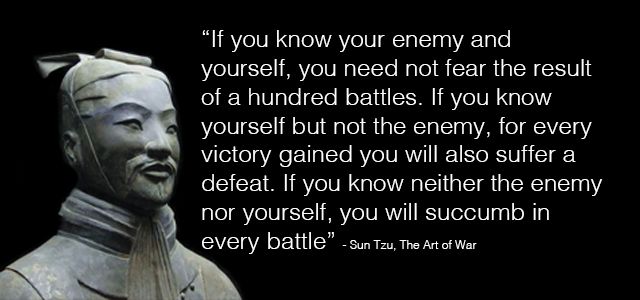 “If you know your enemy and
yourself, you need not fear the result
of a hundred battles. If you know
yourself but not the enemy, for every
victory gained you will also suffer a
defeat. If you know neither the enemy
nor yourself, you will succumb in
every battle” - Sun Tzu, The Art of War